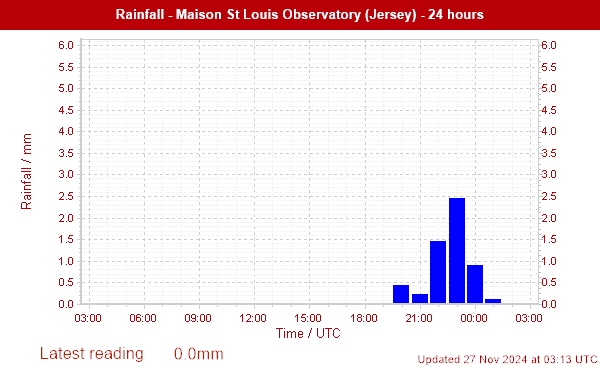 Rainfall - Maison St Louis Observatory (Jersey) - 24 hours
6.0 6.0
5.5 5.5
5.0 5.0
4.5 4.5
4.0 4.0
3.5 3.5
3.0 3.0
2.5 2.5
2.0 2.0
1.5 1.5
1.0 1.0
0.5 0.5
0.0 0.0
Rainfall / mm
03:00 06:00 09:00 12:00 15:00 18:00 21:00 00:00 03:00
Time / UTC
Latest reading 0.0mm
Updated 27 Nov 2024 at 03:13 UTC